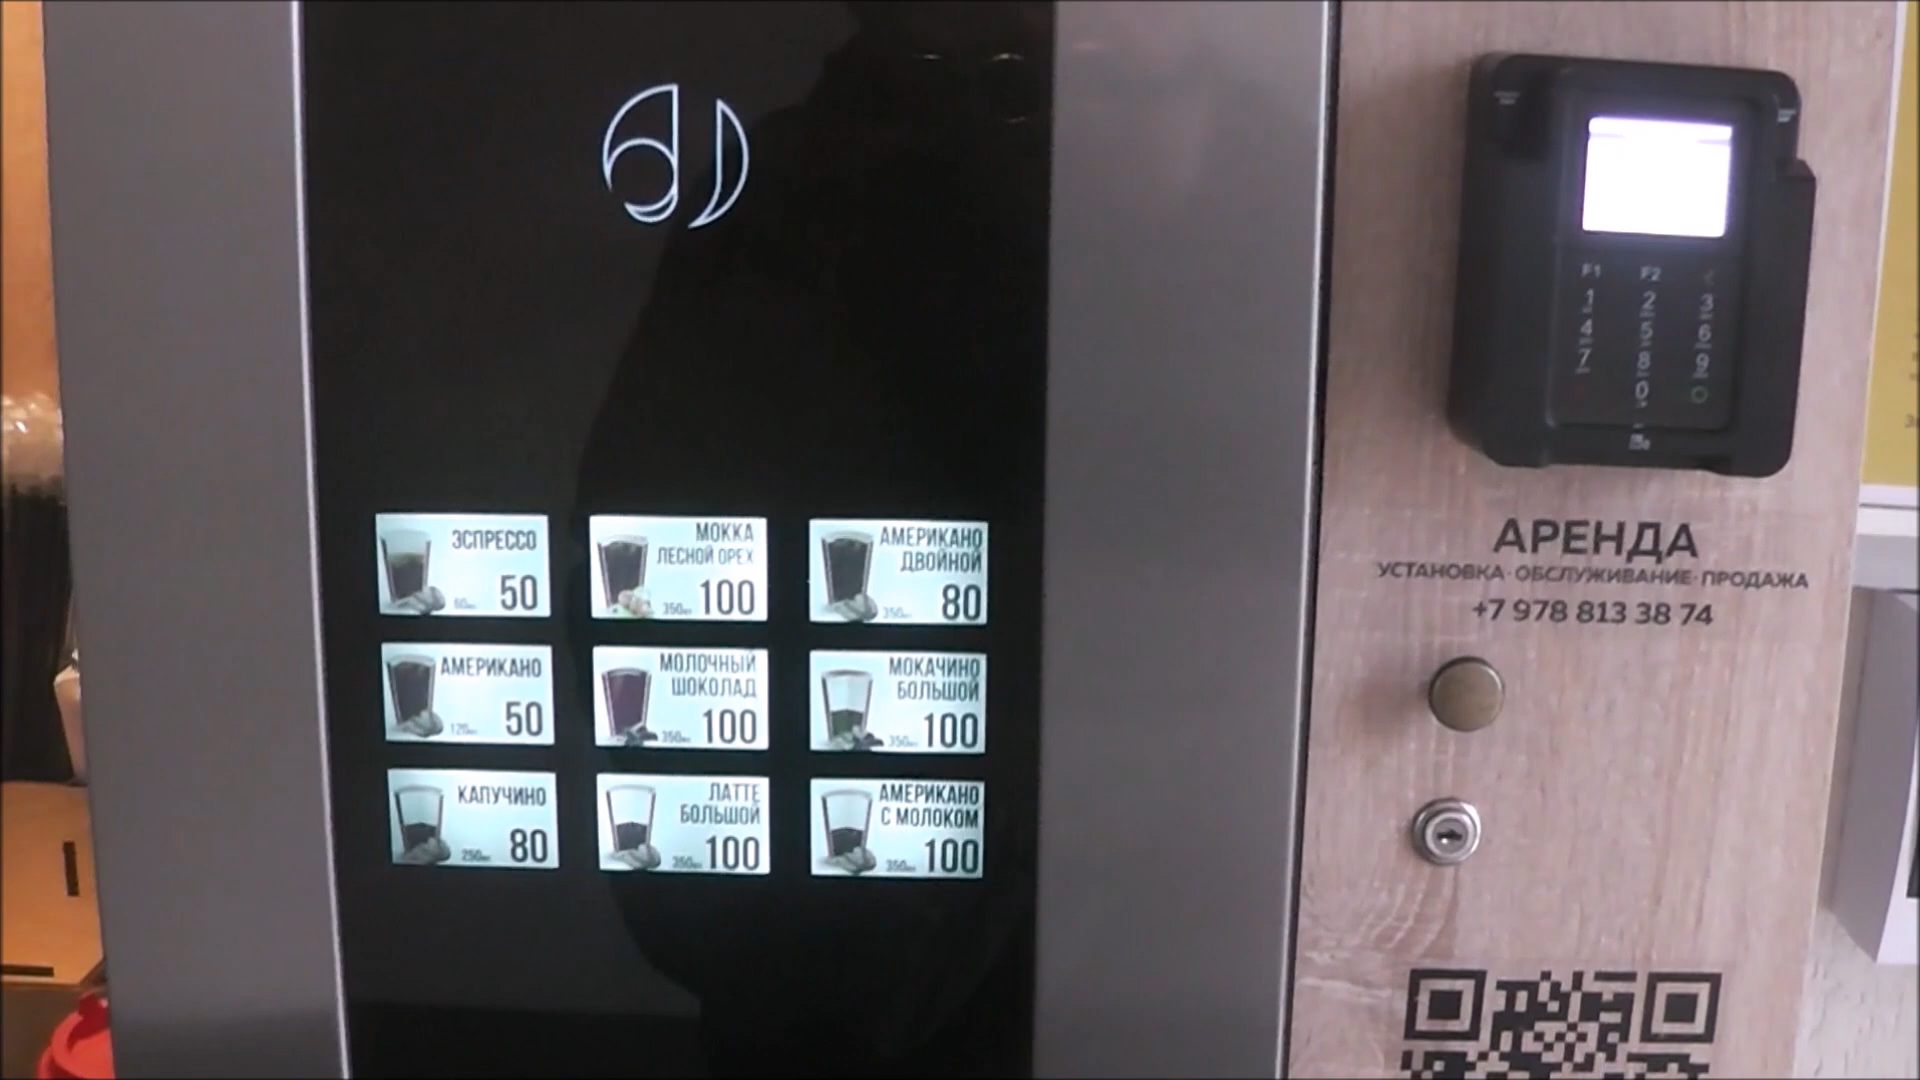 ЭСПРЕССО
50
МОККА
ЛЕСНОЙ ОРЕХ
350мл 100
АМЕРИКАНО
ДВОЙНОЙ
350мл 80
АМЕРИКАНО
120мл 50
МОЛОЧНЫЙ
ШОКОЛАД
350мл 100
МОКАЧИНО
БОЛЬШОЙ
350мл 100
КАПУЧИНО
250мл 80
ЛАТТЕ
БОЛЬШОЙ
350мл 100
АМЕРИКАНО
С МОЛОКОМ
350мл 100
F1 F2
1 2 3
4 5 6
7 8 9
0
АРЕНДА
УСТАНОВКА·ОБСЛУЖИВАНИЕ·ПРОДАЖА
+7 978 813 38 74